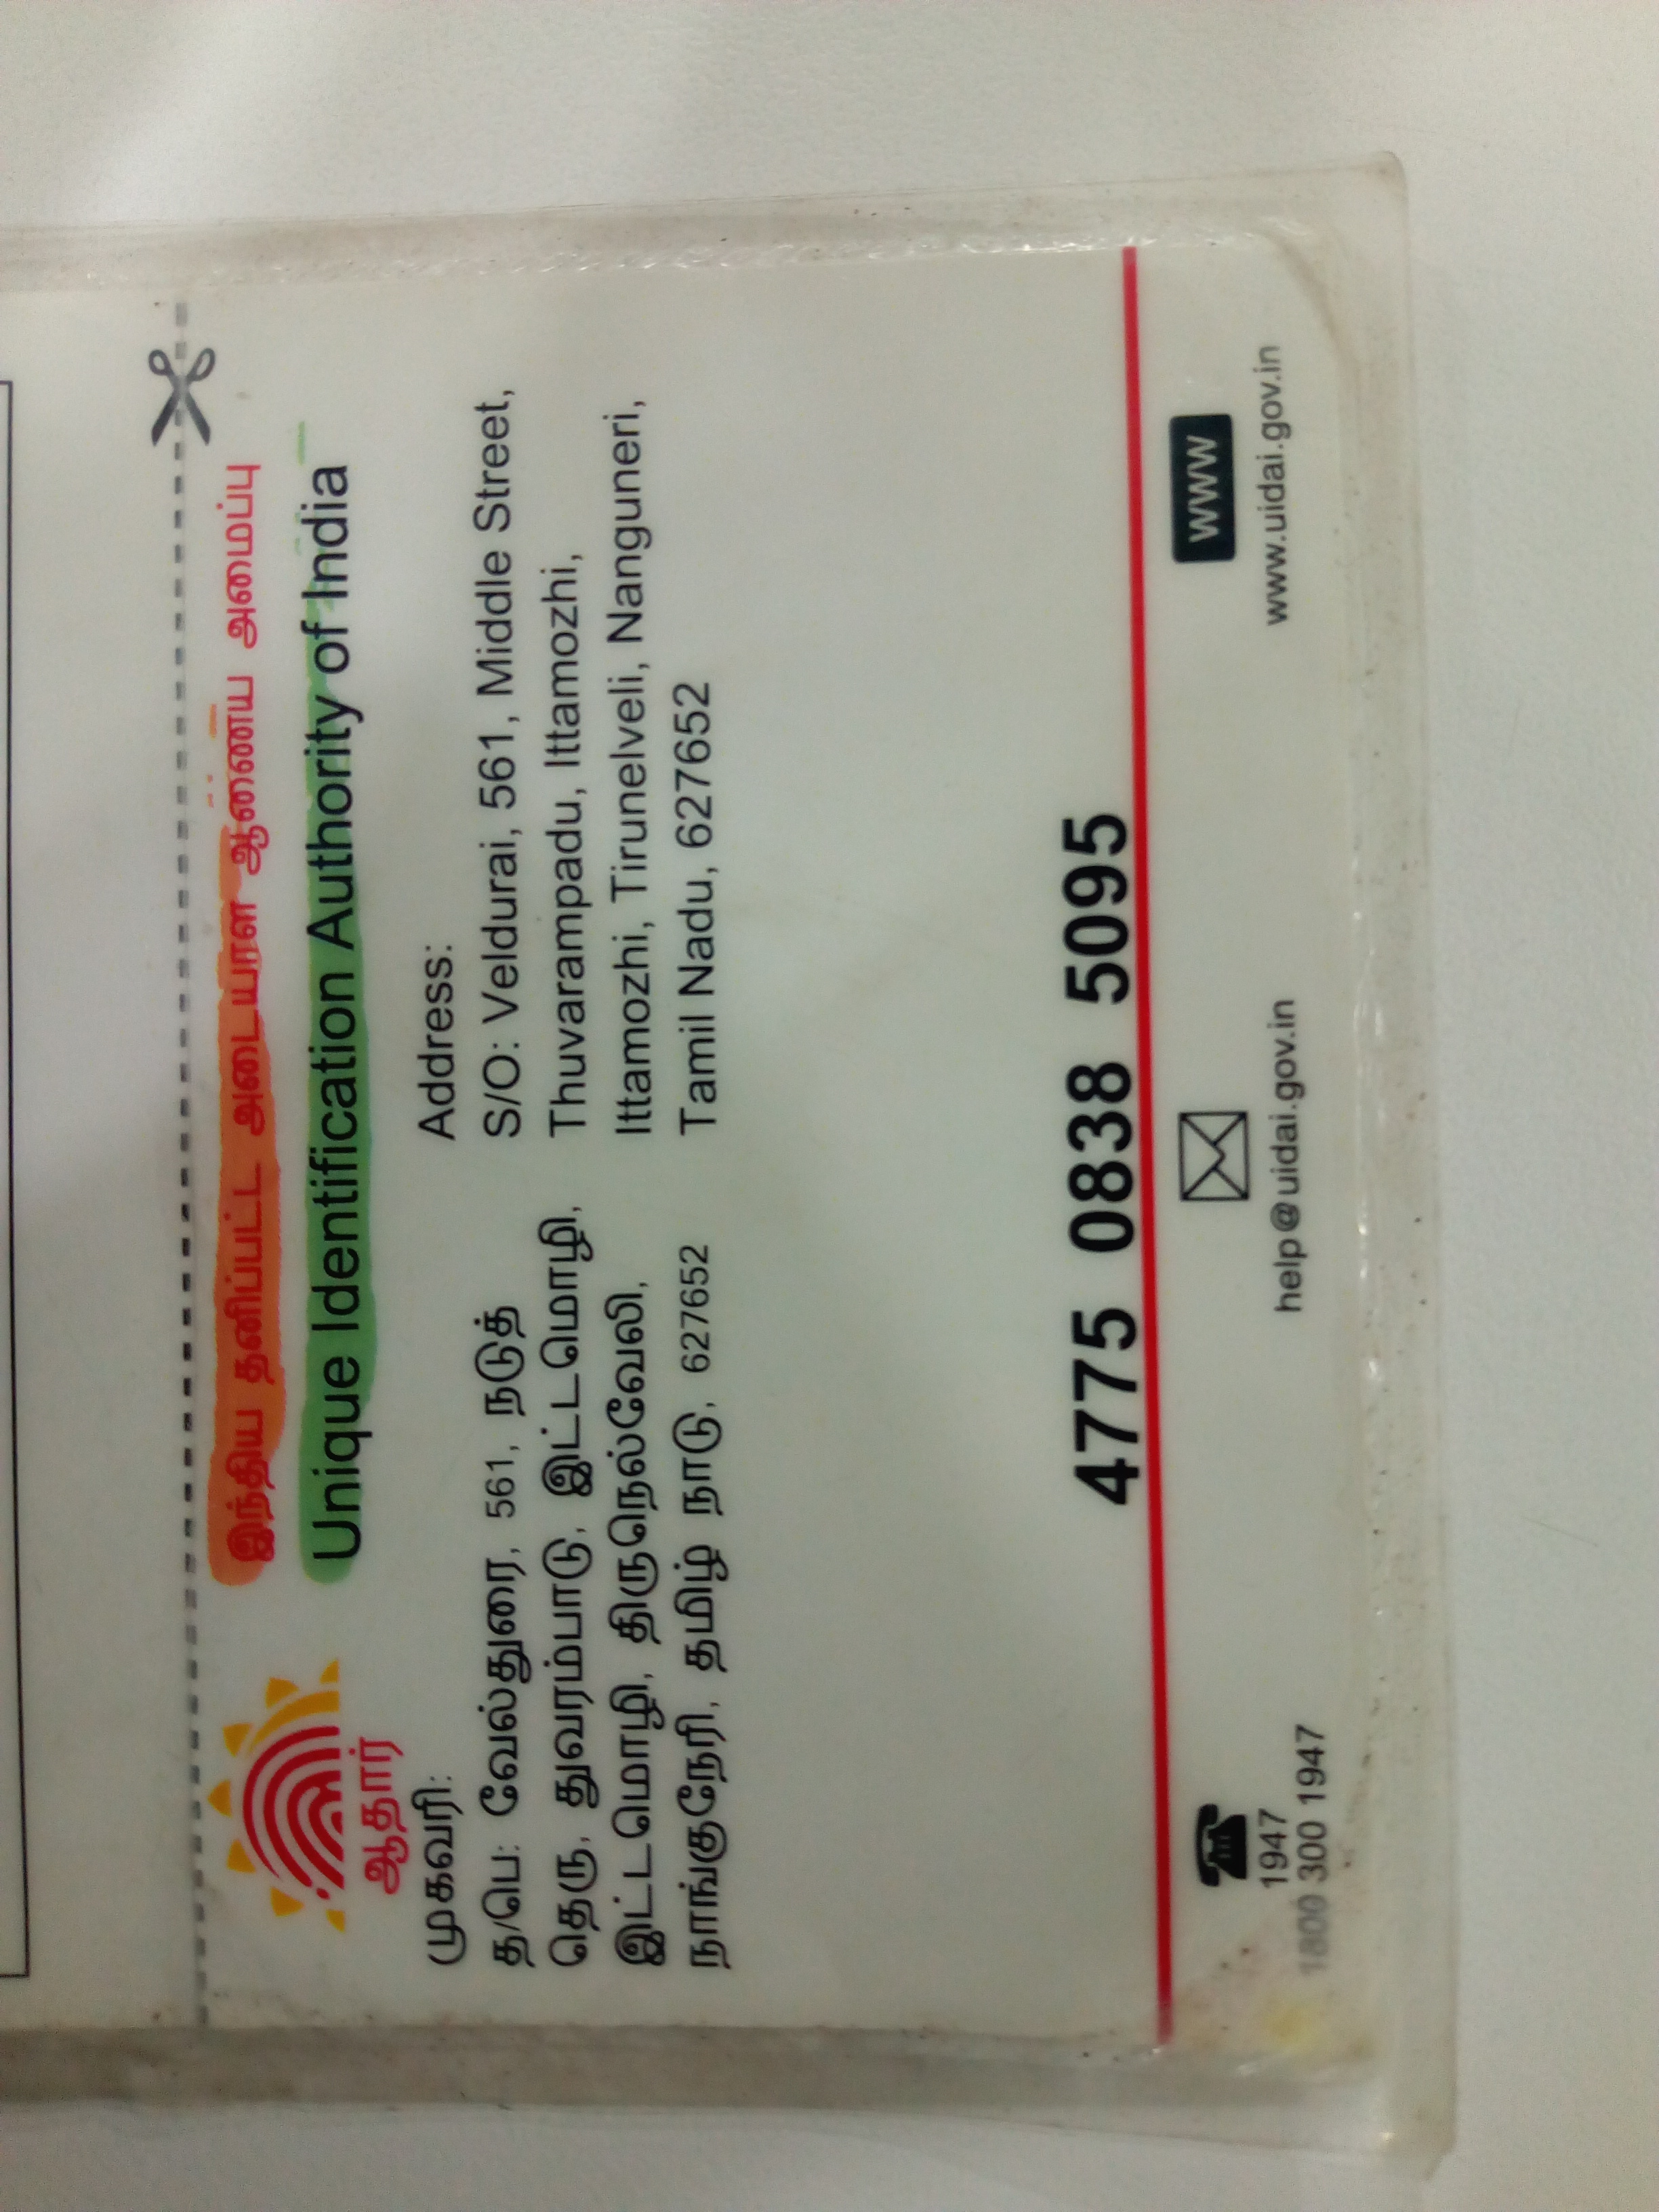 இந்திய தனிப்பட்ட அடையாள ஆணைய அமைப்பு
Unique Identification Authority of India
ஆதார்
முகவரி:
த/பெ: வேல்துரை, 561, நடுத்
தெரு, துவரம்பாடு, இட்டமொழி,
இட்டமொழி, திருநெல்வேலி,
நாங்குநேரி, தமிழ் நாடு, 627652
Address:
S/O: Veldurai, 561, Middle Street,
Thuvarampadu, Ittamozhi,
Ittamozhi, Tirunelveli, Nanguneri,
Tamil Nadu, 627652
4775 0838 5095
1947
1800 300 1947
help@uidai.gov.in
WWW
www.uidai.gov.in